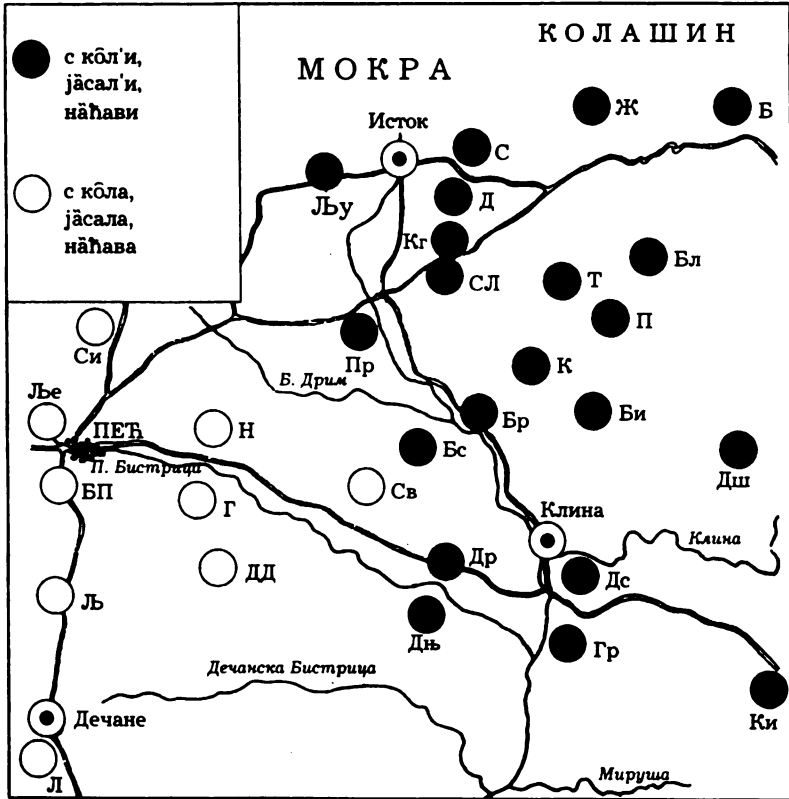 с ко̑л'и,
ја̏сал'и,
на̏ћави
с ко̑ла,
ја̏сала,
на̏ћава
КОЛАШИН
МОКРА
Исток
Ж
Б
С
Љу
Д
Кг
СЛ
Бл
Т
П
Си
Пр
К
Б. Дрим
Ље
ПЕЋ
Н
Бр
Би
Бс
П. Бистрица
Дш
БП
Г
Св
Клина
Клина
ДД
Др
Дс
Љ
Дњ
Гр
Дечанска Бистрица
Дечане
Ки
Л
Мируша